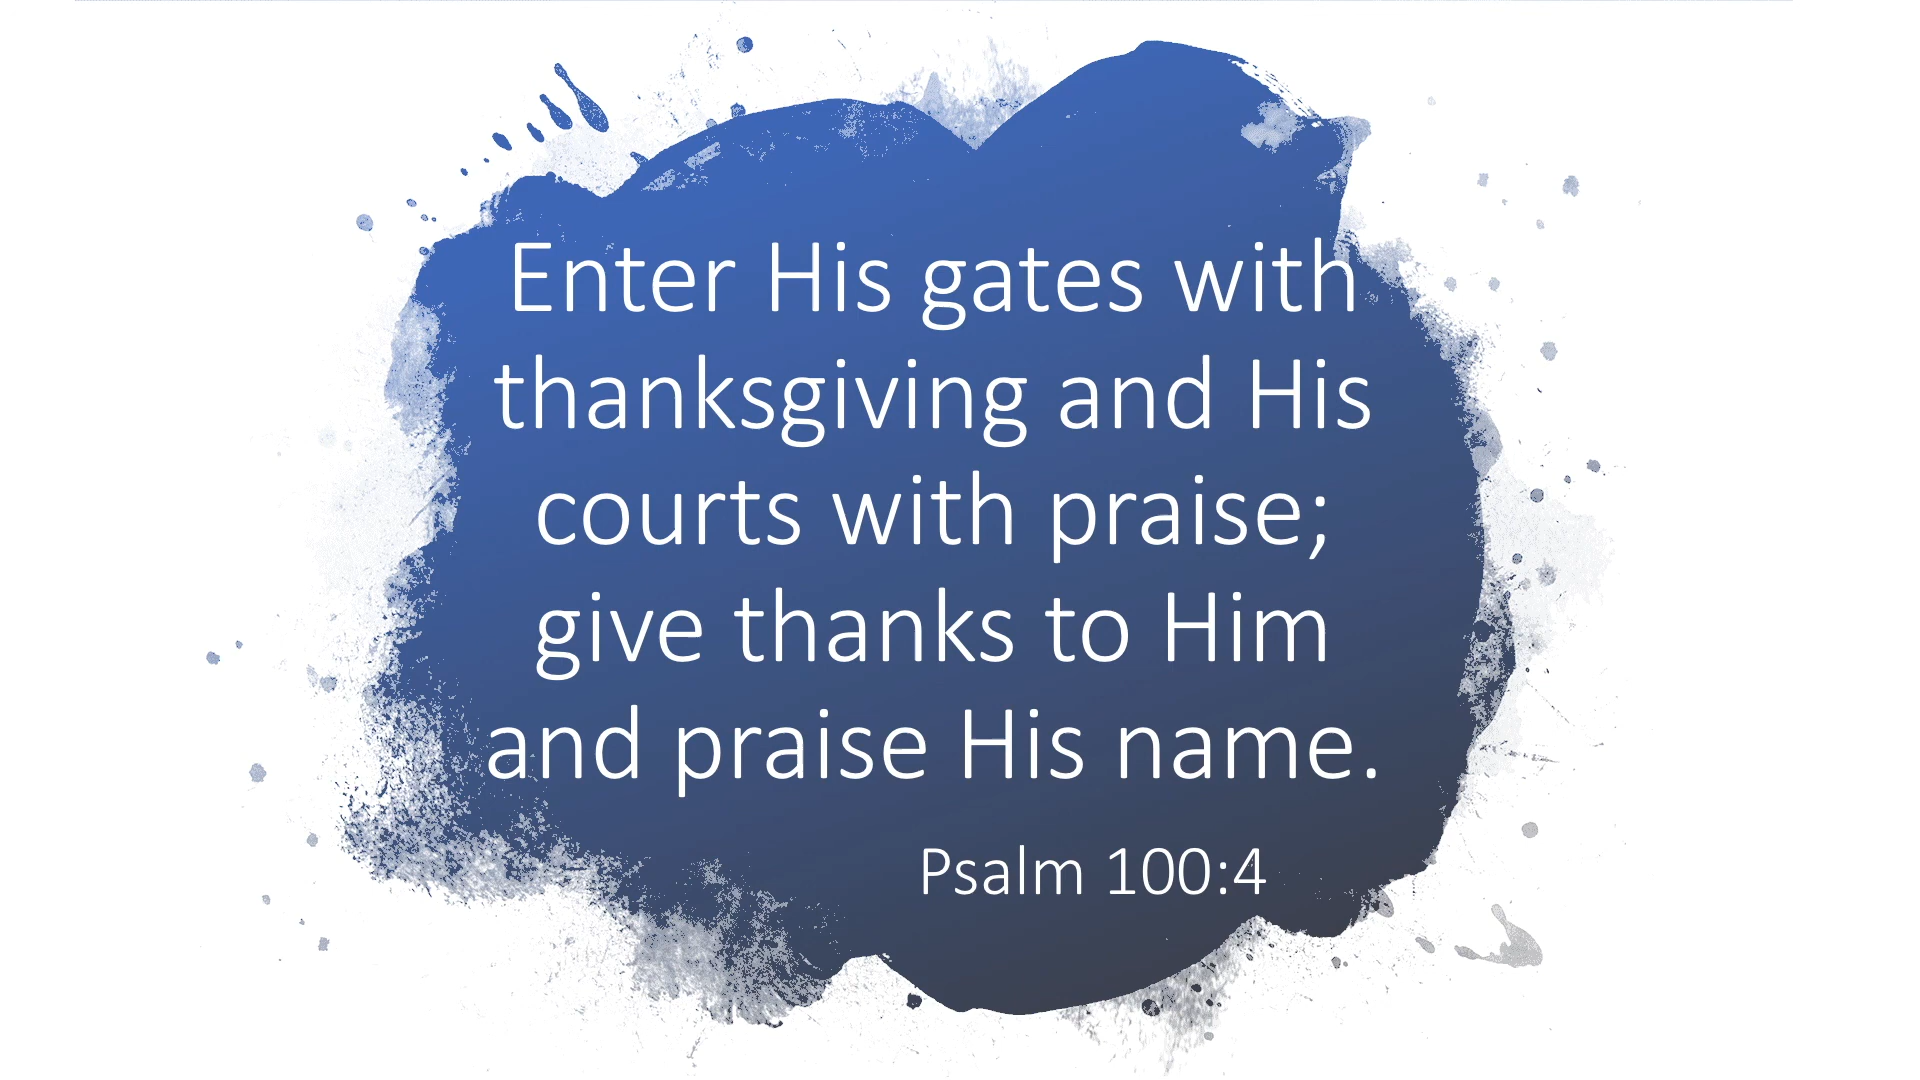 Enter His gates with
thanksgiving and His
courts with praise;
give thanks to Him
and praise His name.
Psalm 100:4